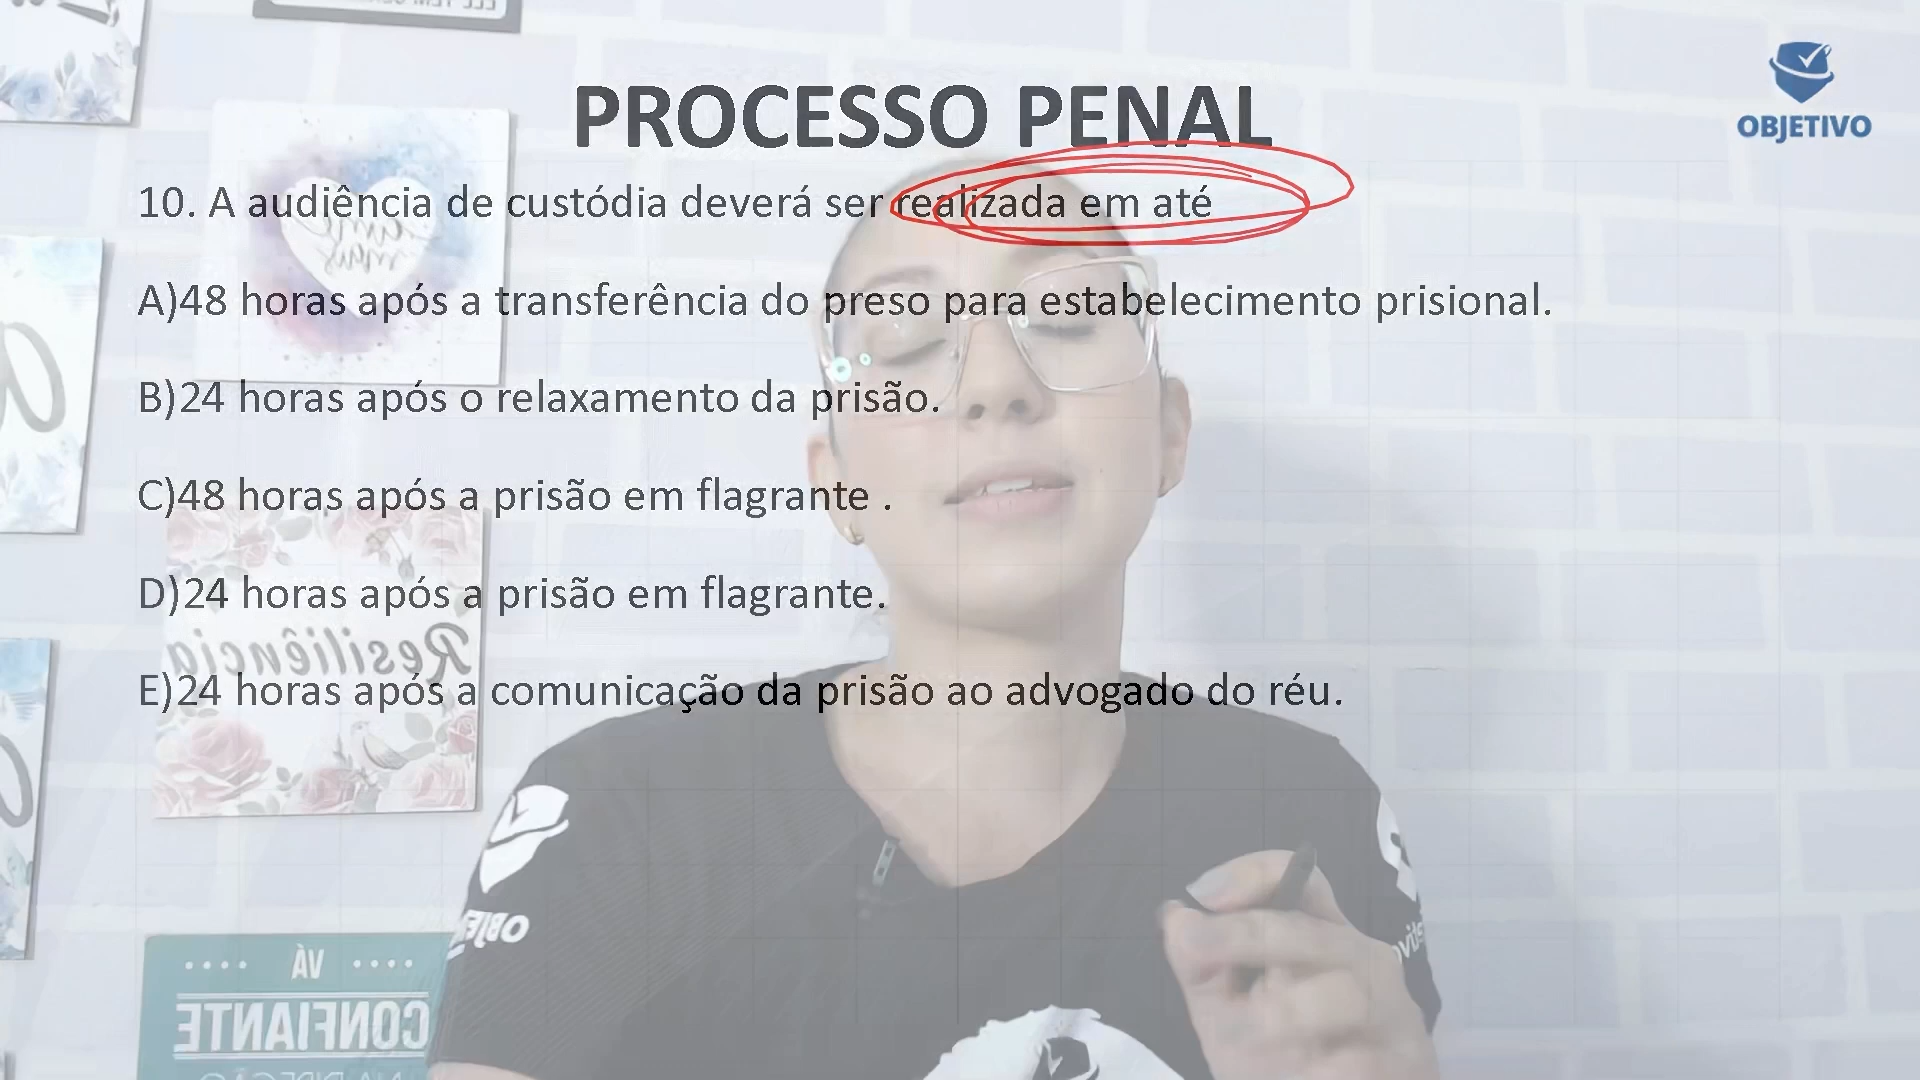 PROCESSO PENAL
OBJETIVO
10. A audiência de custódia deverá ser realizada em até
A)48 horas após a transferência do preso para estabelecimento prisional.
B)24 horas após o relaxamento da prisão.
C)48 horas após a prisão em flagrante .
D)24 horas após a prisão em flagrante.
Resiliência
E)24 horas após a comunicação da prisão ao advogado do réu.
VÁ
CONFIANTE